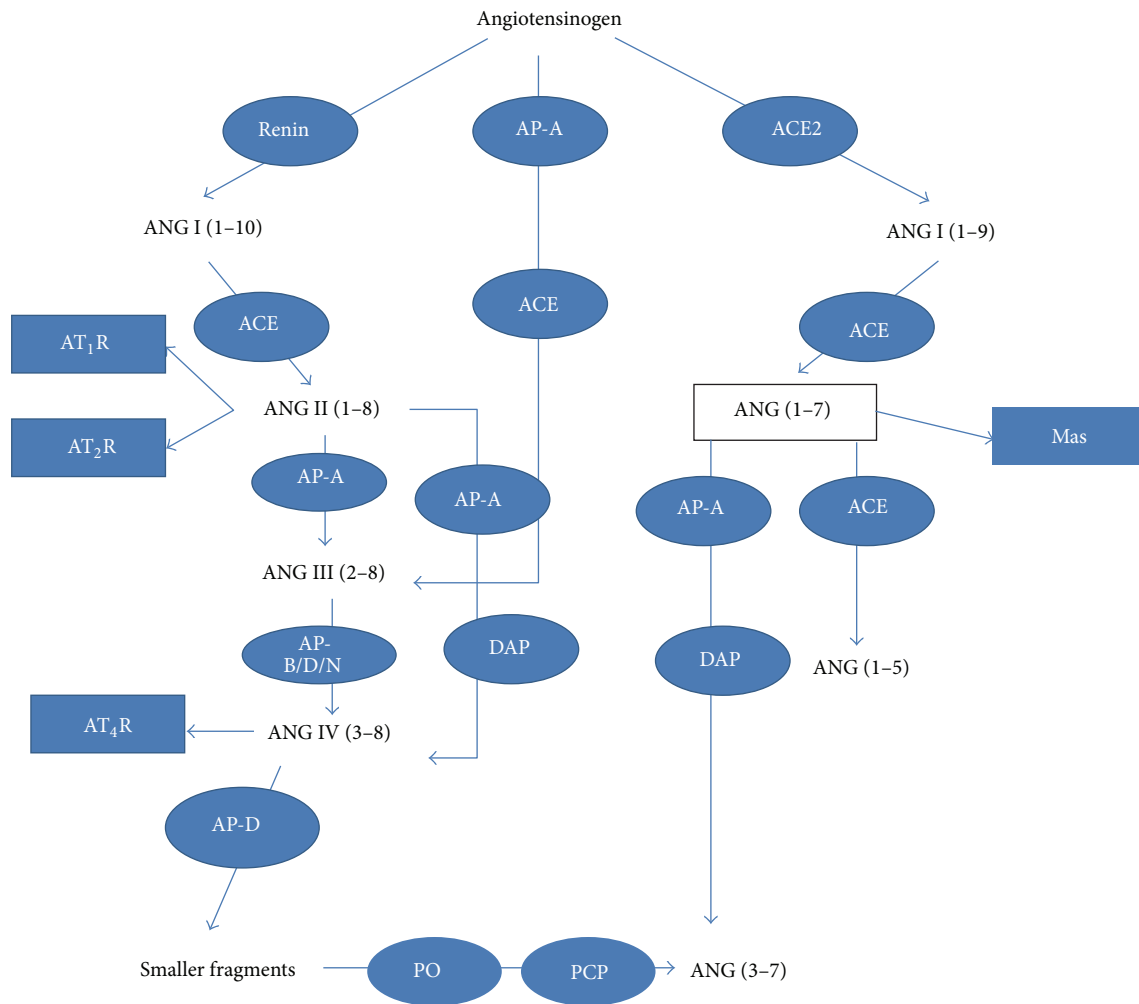 Angiotensinogen
Renin
AP-A
ACE2
ANG I (1–10)
ANG I (1–9)
ACE
ACE
ACE
AT₁R
AT₂R
ANG II (1–8)
ANG (1–7)
Mas
AP-A
AP-A
AP-A
ACE
ANG III (2–8)
AP-
B/D/N
DAP
DAP
ANG (1–5)
AT₄R
ANG IV (3–8)
AP-D
Smaller fragments
PO
PCP
ANG (3–7)